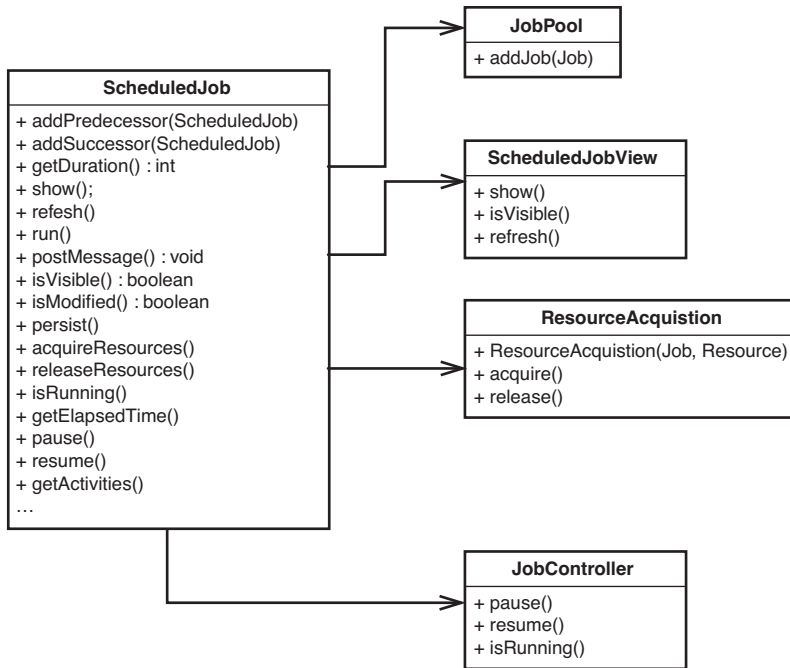 ScheduledJob
+ addPredecessor(ScheduledJob)
+ addSuccessor(ScheduledJob)
+ getDuration() : int
+ show();
+ refesh()
+ run()
+ postMessage() : void
+ isVisible() : boolean
+ isModified() : boolean
+ persist()
+ acquireResources()
+ releaseResources()
+ isRunning()
+ getElapsedTime()
+ pause()
+ resume()
+ getActivities()
...
JobPool
+ addJob(Job)
ScheduledJobView
+ show()
+ isVisible()
+ refresh()
ResourceAcquistion
+ ResourceAcquistion(Job, Resource)
+ acquire()
+ release()
JobController
+ pause()
+ resume()
+ isRunning()